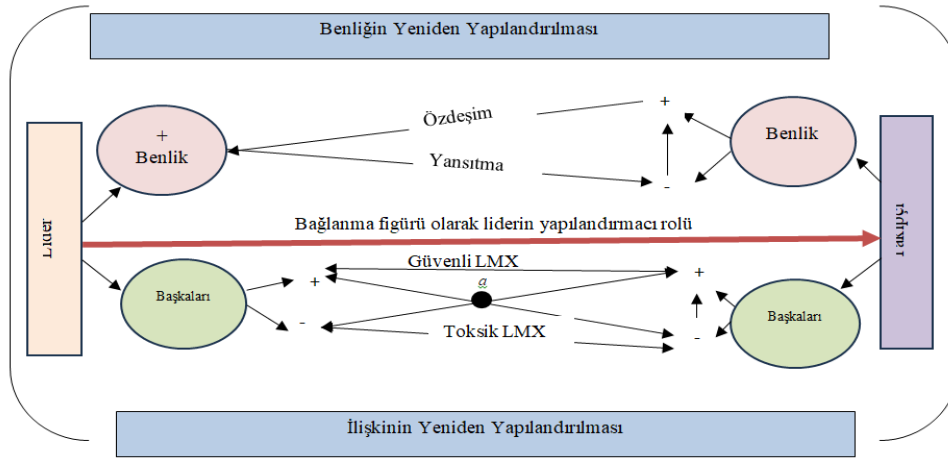 Benliğin Yeniden Yapılandırılması
+
Benlik
Özdeşim
Yansıtma
+
-
Benlik
Lider
Bağlanma figürü olarak liderin yapılandırmacı rolü
Takipçi
Güvenli LMX
Başkaları
+
-
a
Toksik LMX
+
-
Başkaları
İlişkinin Yeniden Yapılandırılması